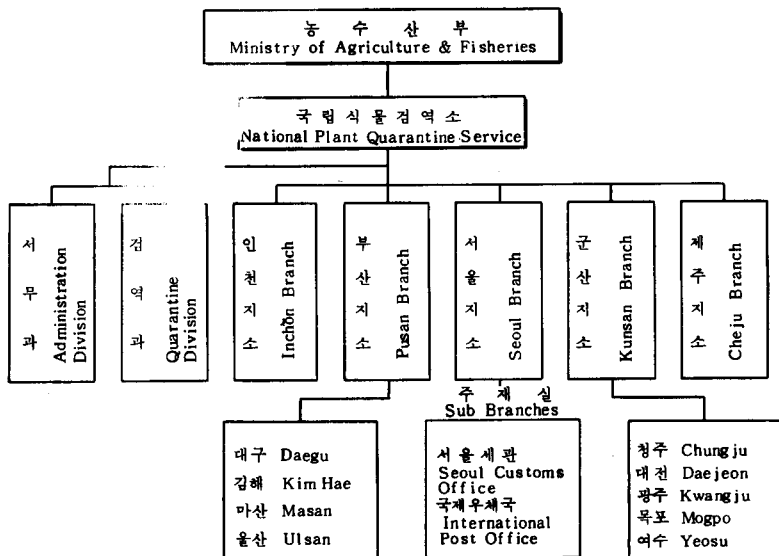 농 수 산 부
Ministry of Agriculture & Fisheries
국 립 식 물 검 역 소
National Plant Quarantine Service
서 무 과
Administration
Division
검 역 과
Quarantine
Division
인 천 지 소
Inchon Branch
부 산 지 소
Pusan Branch
서 울 지 소
Seoul Branch
군 산 지 소
Kunsan Branch
제 주 지 소
Cheju Branch
주 재 실
Sub Branches
대구 Daegu
김해 Kim Hae
마산 Masan
울산 Ulsan
서 울 세 관
Seoul Customs
Office
국제우체국
International
Post Office
청주 Chungju
대전 Daejeon
광주 Kwangju
목포 Mogpo
여수 Yeosu